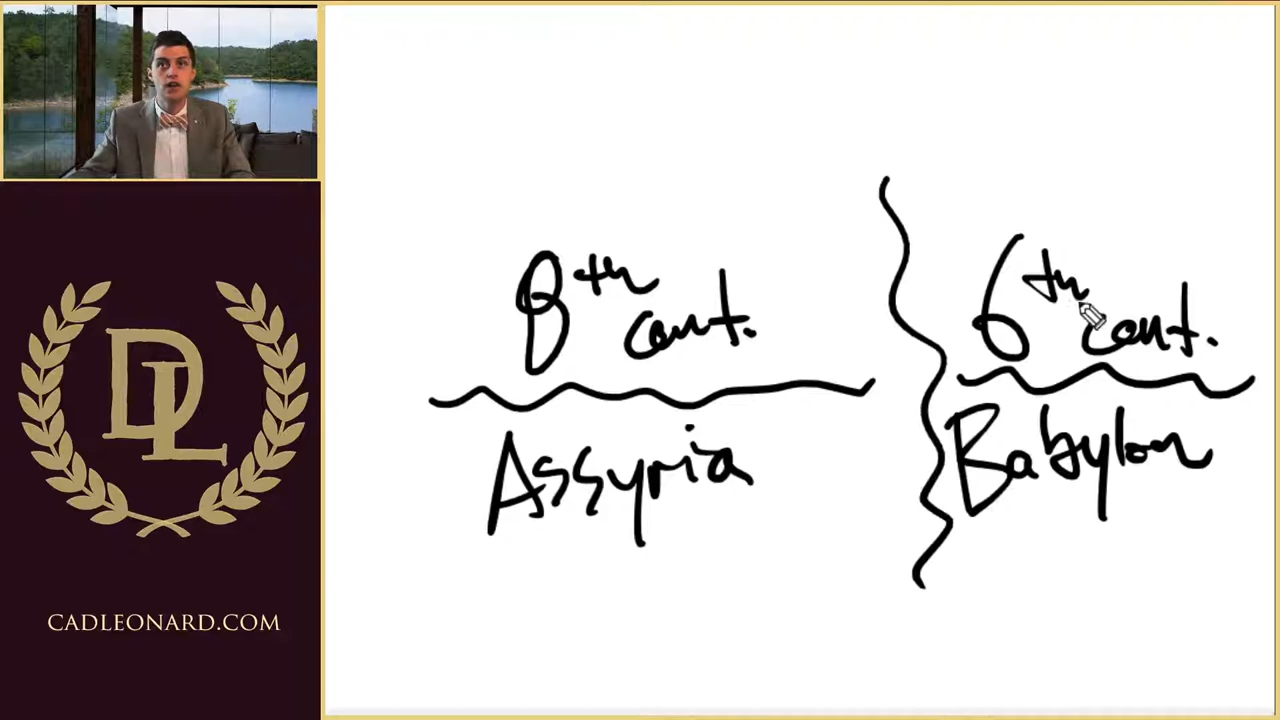 DL
CADLEONARD.COM
8th cent.
Assyria
6th cent.
Babylon